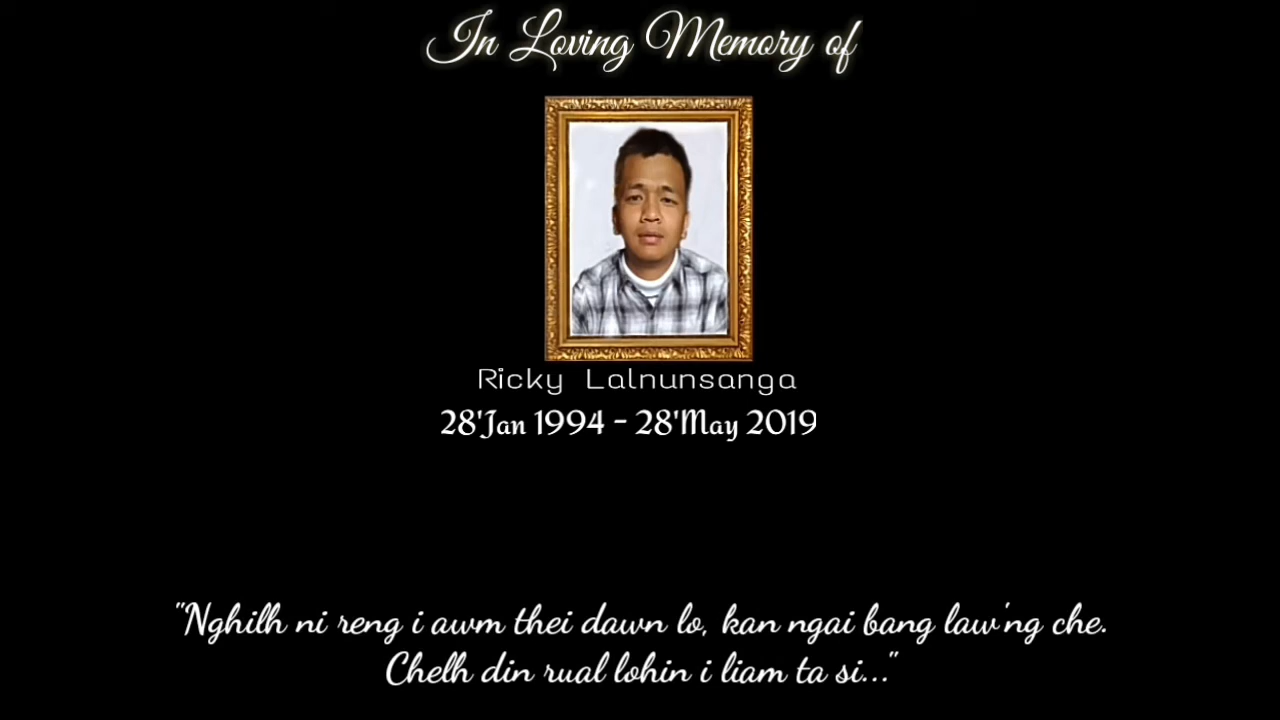 In Loving Memory of
Ricky Lalnunsanga
28'Jan 1994 - 28'May 2019
"Nghilh ni reng i awm thei dawn lo, kan ngai bang law'ng che.
Chelh din rual lohin i liam ta si..."